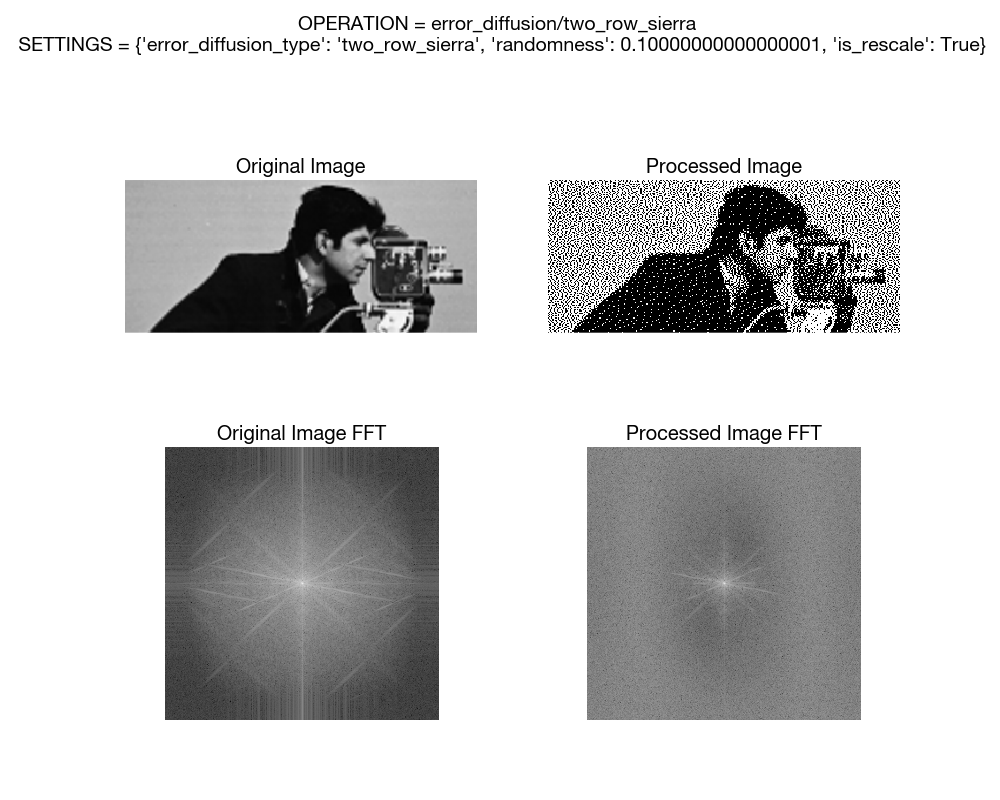 OPERATION = error_diffusion/two_row_sierra
SETTINGS = {'error_diffusion_type': 'two_row_sierra', 'randomness': 0.10000000000000001, 'is_rescale': True}
Original Image
Processed Image
Original Image FFT
Processed Image FFT